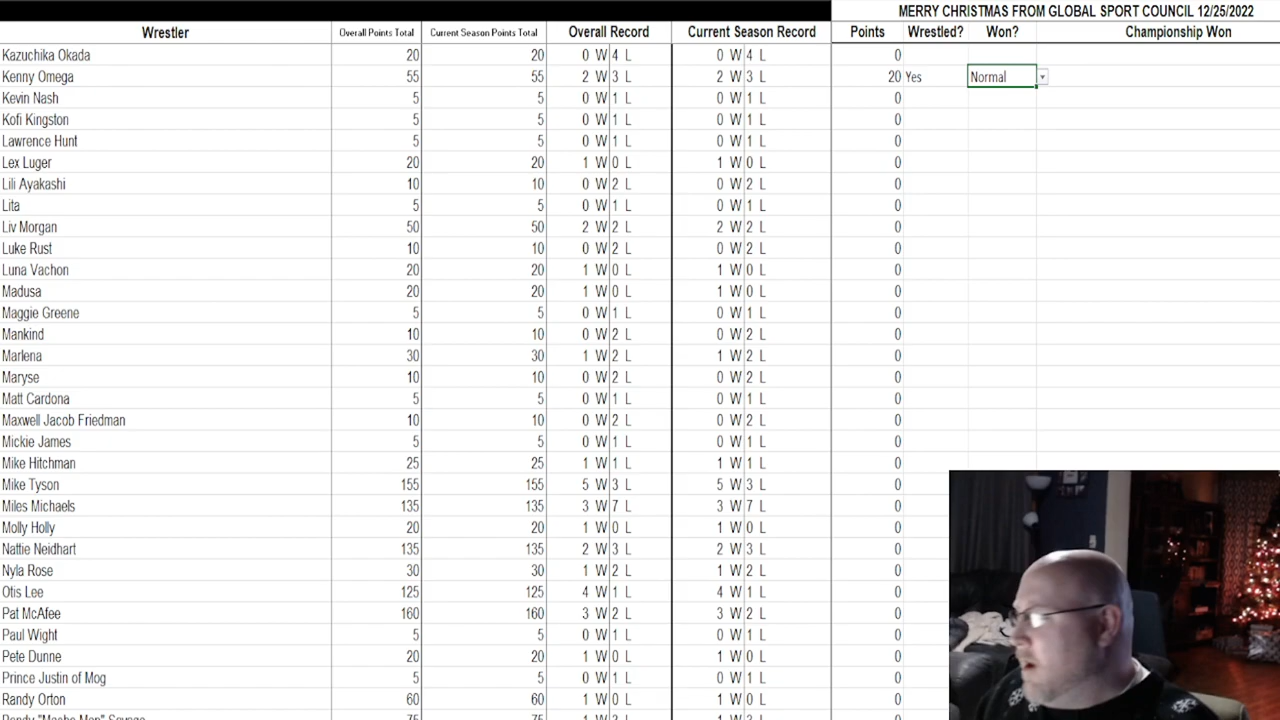 MERRY CHRISTMAS FROM GLOBAL SPORT COUNCIL 12/25/2022
Wrestler Overall Points Total Current Season Points Total Overall Record Current Season Record Points Wrestled? Won? Championship Won
Kazuchika Okada 20 20 0 W 4 L 0 W 4 L 0
Kenny Omega 55 55 2 W 3 L 2 W 3 L 20 Yes Normal
Kevin Nash 5 5 0 W 1 L 0 W 1 L 0
Kofi Kingston 5 5 0 W 1 L 0 W 1 L 0
Lawrence Hunt 5 5 0 W 1 L 0 W 1 L 0
Lex Luger 20 20 1 W 0 L 1 W 0 L 0
Lili Ayakashi 10 10 0 W 2 L 0 W 2 L 0
Lita 5 5 0 W 1 L 0 W 1 L 0
Liv Morgan 50 50 2 W 2 L 2 W 2 L 0
Luke Rust 10 10 0 W 2 L 0 W 2 L 0
Luna Vachon 20 20 1 W 0 L 1 W 0 L 0
Madusa 20 20 1 W 0 L 1 W 0 L 0
Maggie Greene 5 5 0 W 1 L 0 W 1 L 0
Mankind 10 10 0 W 2 L 0 W 2 L 0
Marlena 30 30 1 W 2 L 1 W 2 L 0
Maryse 10 10 0 W 2 L 0 W 2 L 0
Matt Cardona 5 5 0 W 1 L 0 W 1 L 0
Maxwell Jacob Friedman 10 10 0 W 2 L 0 W 2 L 0
Mickie James 5 5 0 W 1 L 0 W 1 L 0
Mike Hitchman 25 25 1 W 1 L 1 W 1 L 0
Mike Tyson 155 155 5 W 3 L 5 W 3 L 0
Miles Michaels 135 135 3 W 7 L 3 W 7 L 0
Molly Holly 20 20 1 W 0 L 1 W 0 L 0
Nattie Neidhart 135 135 2 W 3 L 2 W 3 L 0
Nyla Rose 30 30 1 W 2 L 1 W 2 L 0
Otis Lee 125 125 4 W 1 L 4 W 1 L 0
Pat McAfee 160 160 3 W 2 L 3 W 2 L 0
Paul Wight 5 5 0 W 1 L 0 W 1 L 0
Pete Dunne 20 20 1 W 0 L 1 W 0 L 0
Prince Justin of Mog 5 5 0 W 1 L 0 W 1 L 0
Randy Orton 60 60 1 W 0 L 1 W 0 L 0